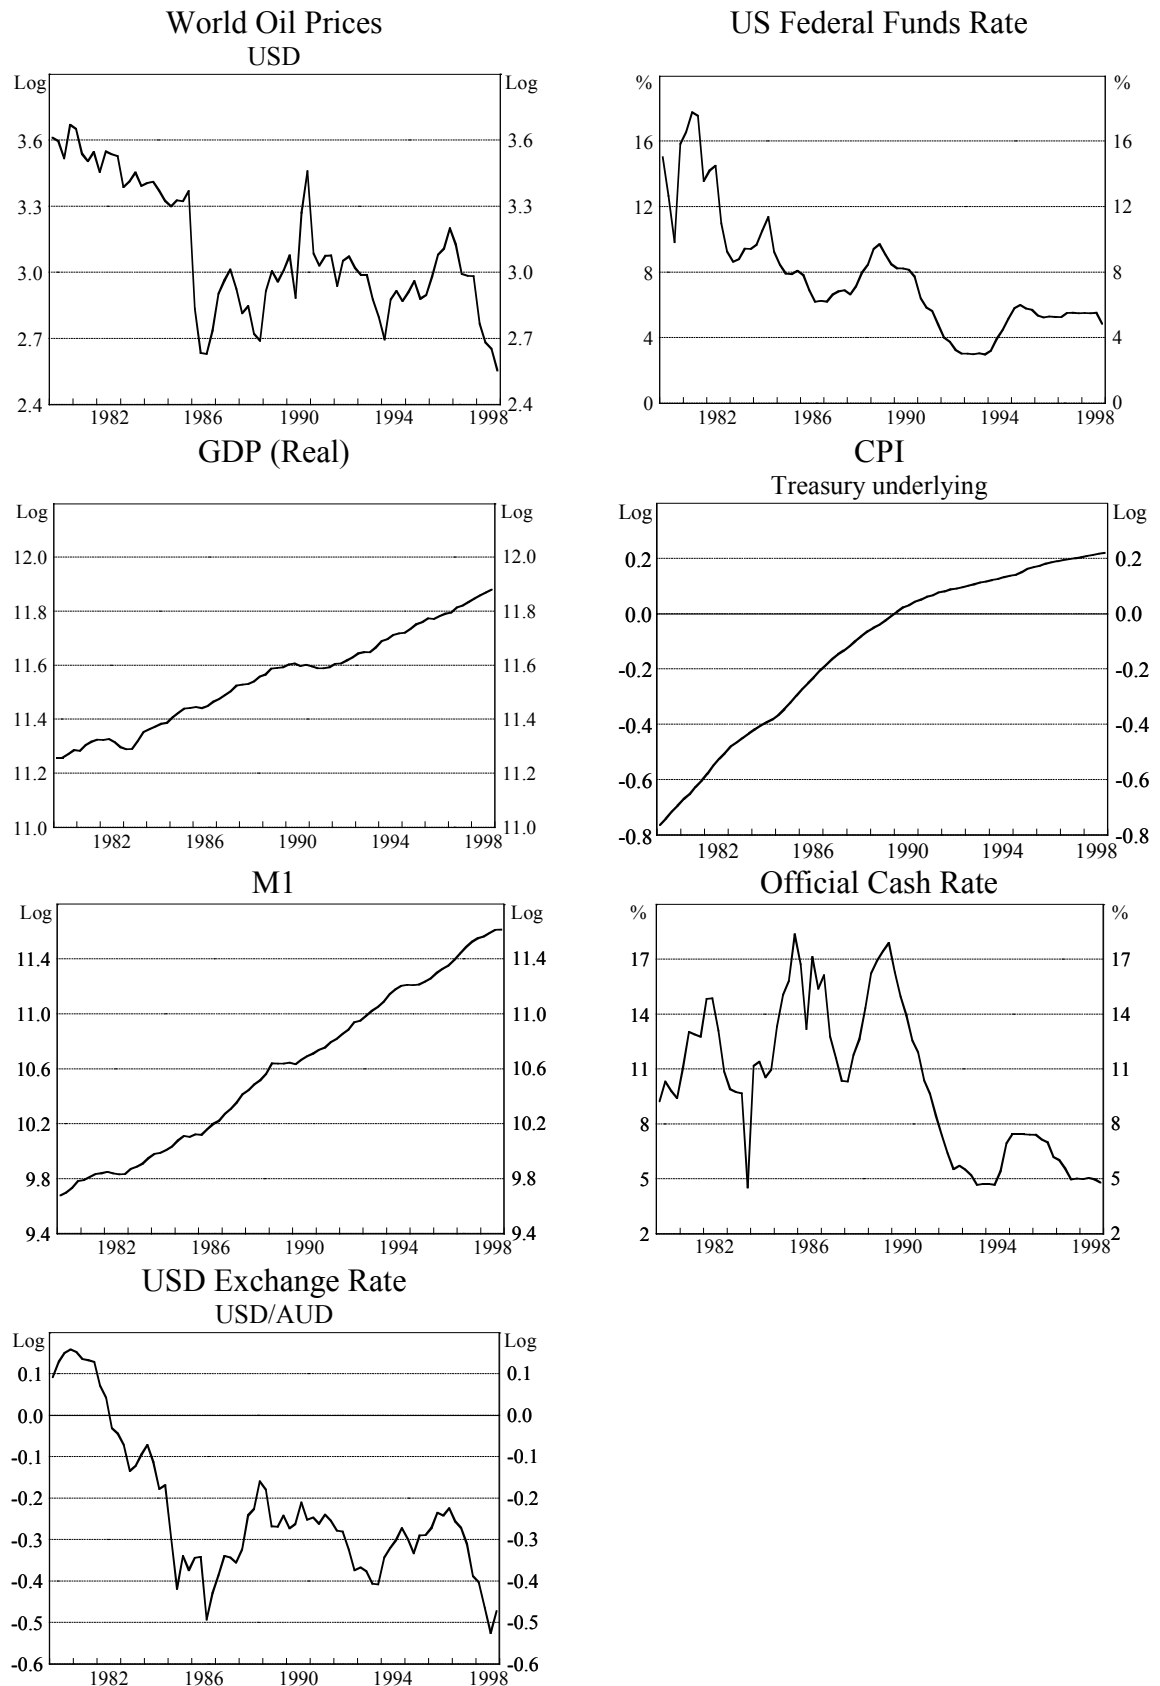 World Oil Prices
USD
Log Log
3.6 3.6
3.3 3.3
3.0 3.0
2.7 2.7
2.4 2.4
1982 1986 1990 1994 1998
US Federal Funds Rate
% %
16 16
12 12
8 8
4 4
0 0
1982 1986 1990 1994 1998
GDP (Real)
Log Log
12.0 12.0
11.8 11.8
11.6 11.6
11.4 11.4
11.2 11.2
11.0 11.0
1982 1986 1990 1994 1998
CPI
Treasury underlying
Log Log
0.2 0.2
0.0 0.0
-0.2 -0.2
-0.4 -0.4
-0.6 -0.6
-0.8 -0.8
1982 1986 1990 1994 1998
M1
Log Log
11.4 11.4
11.0 11.0
10.6 10.6
10.2 10.2
9.8 9.8
9.4 9.4
1982 1986 1990 1994 1998
Official Cash Rate
% %
17 17
14 14
11 11
8 8
5 5
2 2
1982 1986 1990 1994 1998
USD Exchange Rate
USD/AUD
Log Log
0.1 0.1
0.0 0.0
-0.1 -0.1
-0.2 -0.2
-0.3 -0.3
-0.4 -0.4
-0.5 -0.5
-0.6 -0.6
1982 1986 1990 1994 1998